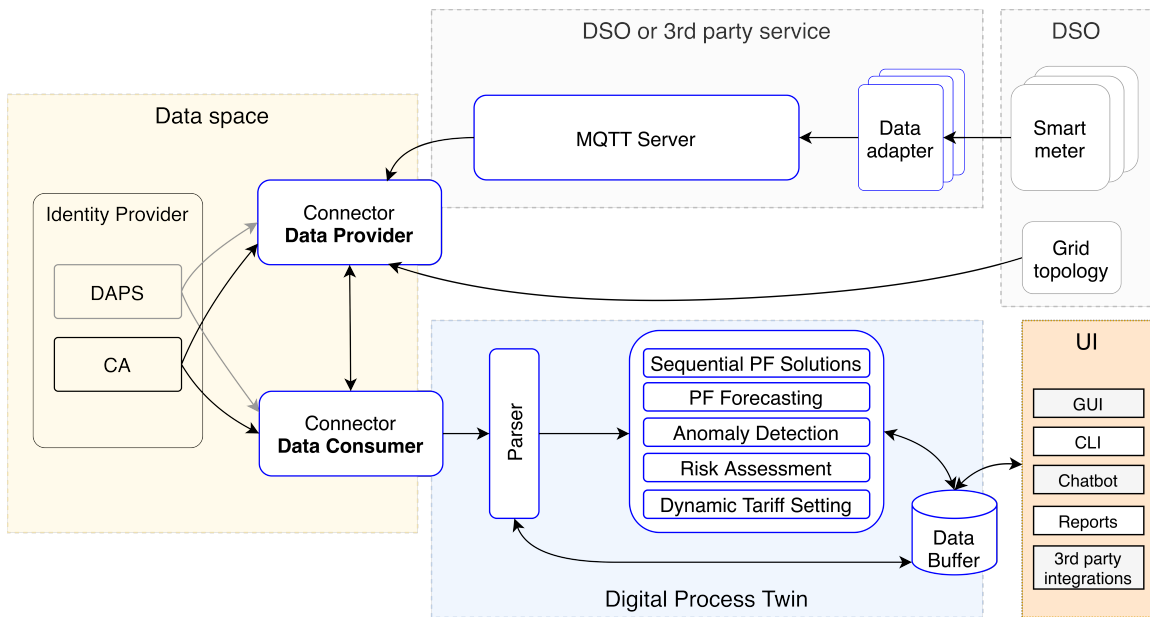 DSO or 3rd party service
DSO
Data space
MQTT Server
Data
adapter
Smart
meter
Identity Provider
Connector
Data Provider
DAPS
CA
Grid
topology
Connector
Data Consumer
Parser
Sequential PF Solutions
PF Forecasting
Anomaly Detection
Risk Assessment
Dynamic Tariff Setting
Data
Buffer
Digital Process Twin
UI
GUI
CLI
Chatbot
Reports
3rd party
integrations